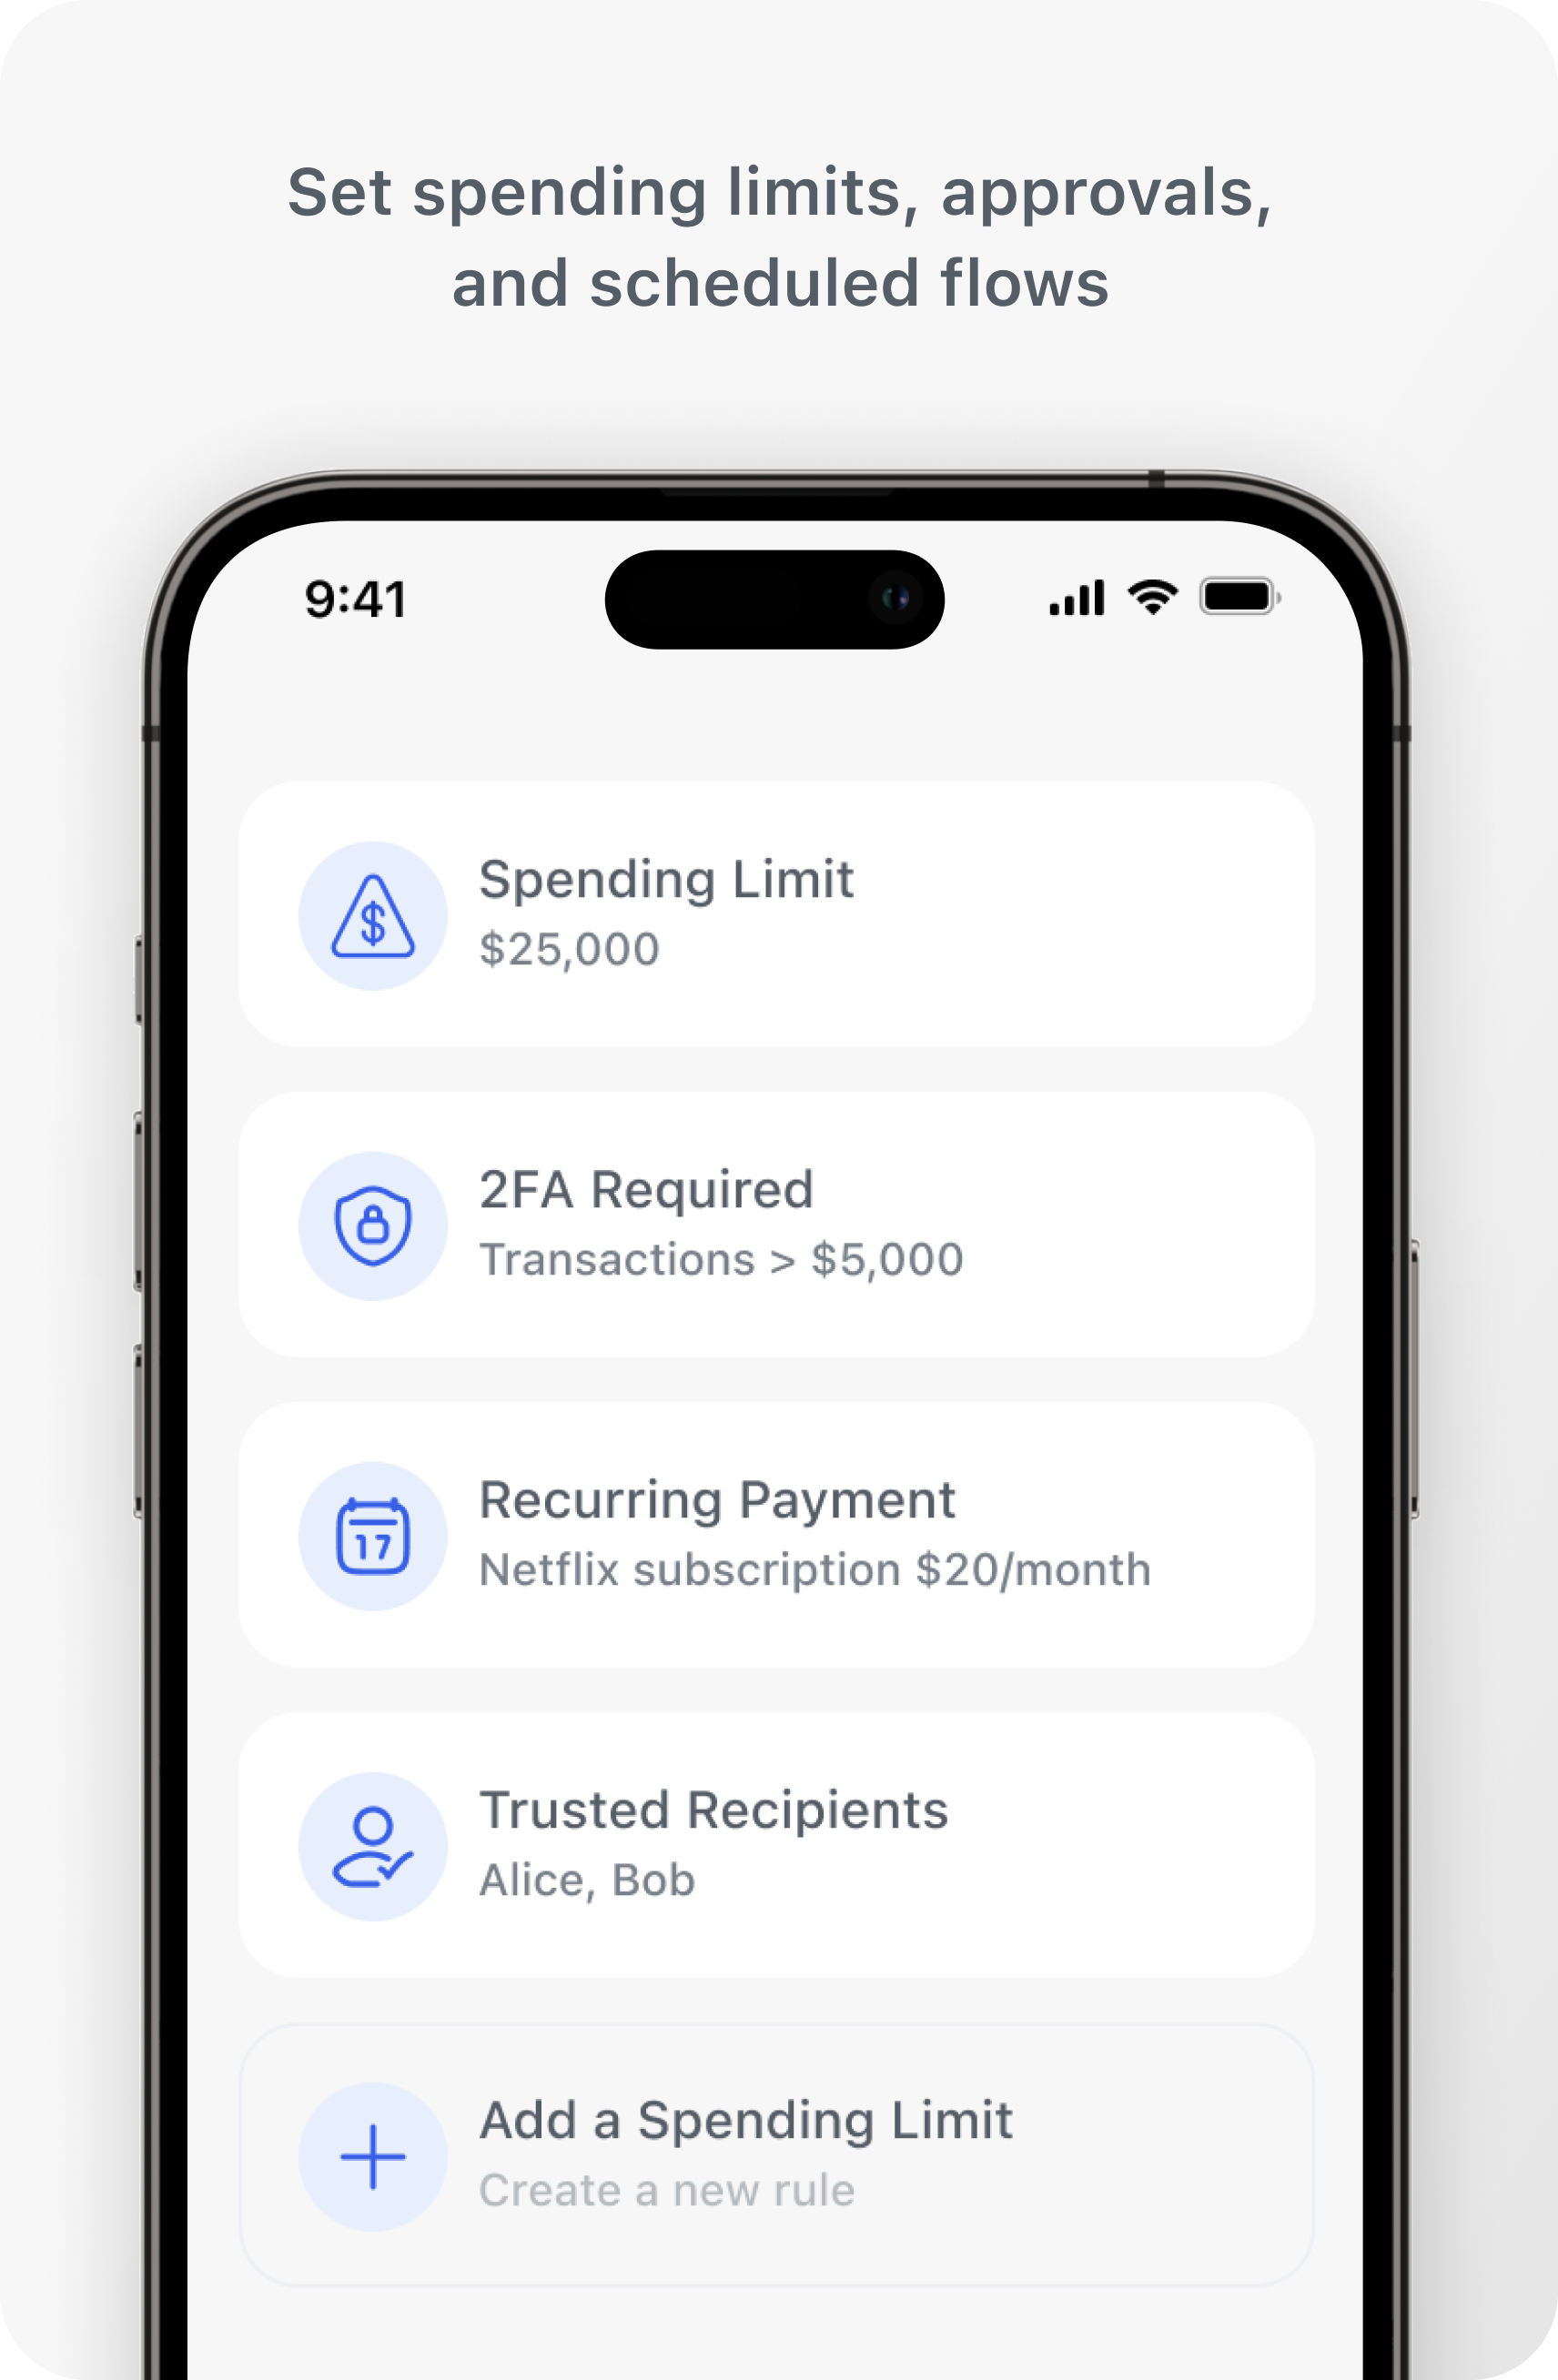 Set spending limits, approvals,
and scheduled flows
9:41
Spending Limit
$25,000
2FA Required
Transactions > $5,000
17
Recurring Payment
Netflix subscription $20/month
Trusted Recipients
Alice, Bob
Add a Spending Limit
Create a new rule